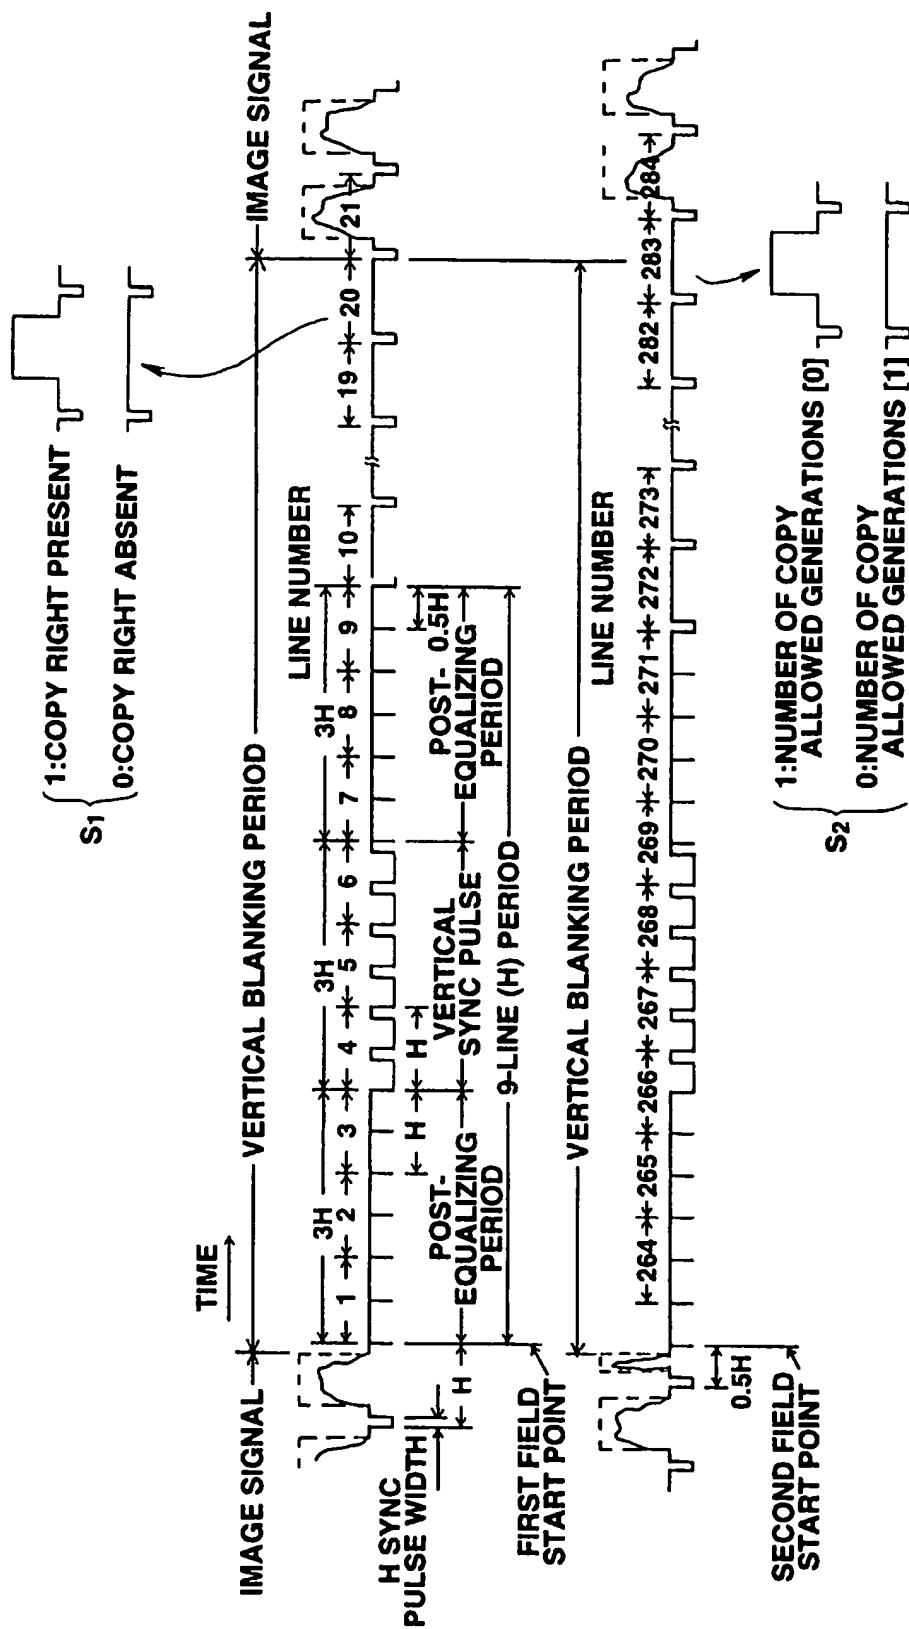 1:COPY RIGHT PRESENT
0:COPY RIGHT ABSENT
S1
TIME
IMAGE SIGNAL
VERTICAL BLANKING PERIOD
IMAGE SIGNAL
LINE NUMBER
3H
3H
3H
1 2 3 4 5 6 7 8 9 10 19 20 21
H
H
H
0.5H
H SYNC
PULSE WIDTH
POST-
EQUALIZING
PERIOD
VERTICAL
SYNC PULSE
POST-
EQUALIZING
PERIOD
9-LINE (H) PERIOD
FIRST FIELD
START POINT
VERTICAL BLANKING PERIOD
LINE NUMBER
264 265 266 267 268 269 270 271 272 273 282 283 284
0.5H
SECOND FIELD
START POINT
S2
1:NUMBER OF COPY
ALLOWED GENERATIONS [0]
0:NUMBER OF COPY
ALLOWED GENERATIONS [1]